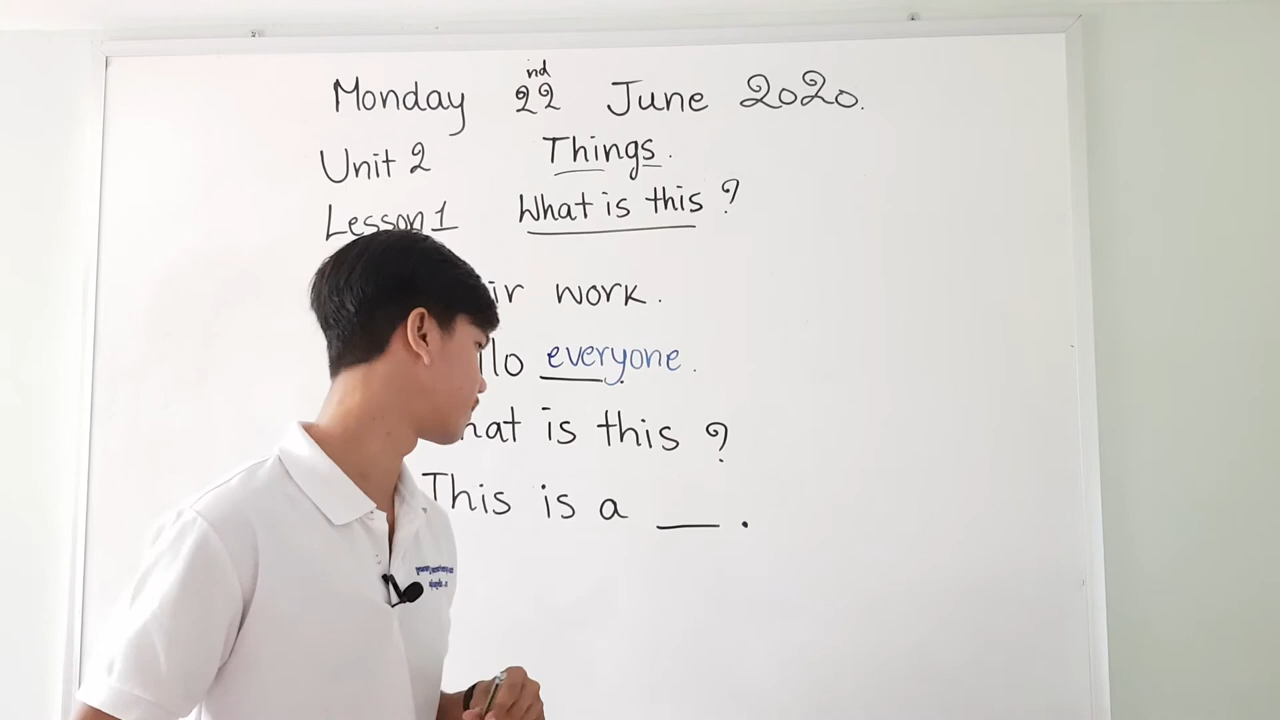 Monday 22nd June 2020.
Unit 2 Things.
Lesson 1 What is this ?
ir work.
llo everyone.
hat is this ?
This is a __ .